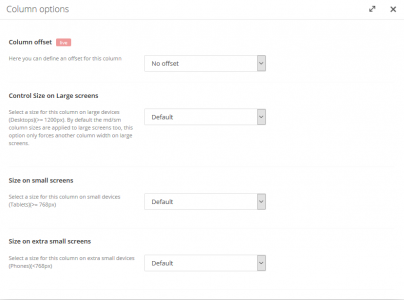 Column options
Column offset
Here you can define an offset for this column
No offset
Control Size on Large screens
Select a size for this column on large devices
(Desktops)(>= 1200px). By default the md/sm
column sizes are applied to large screens too, this
option only forces another column width on large
screens
Default
Size on small screens
Select a size for this column on small devices
(Tablets)(>= 768px)
Default
Size on extra small screens
Select a size for this column on extra small devices
(Phones)(<768px)
Default